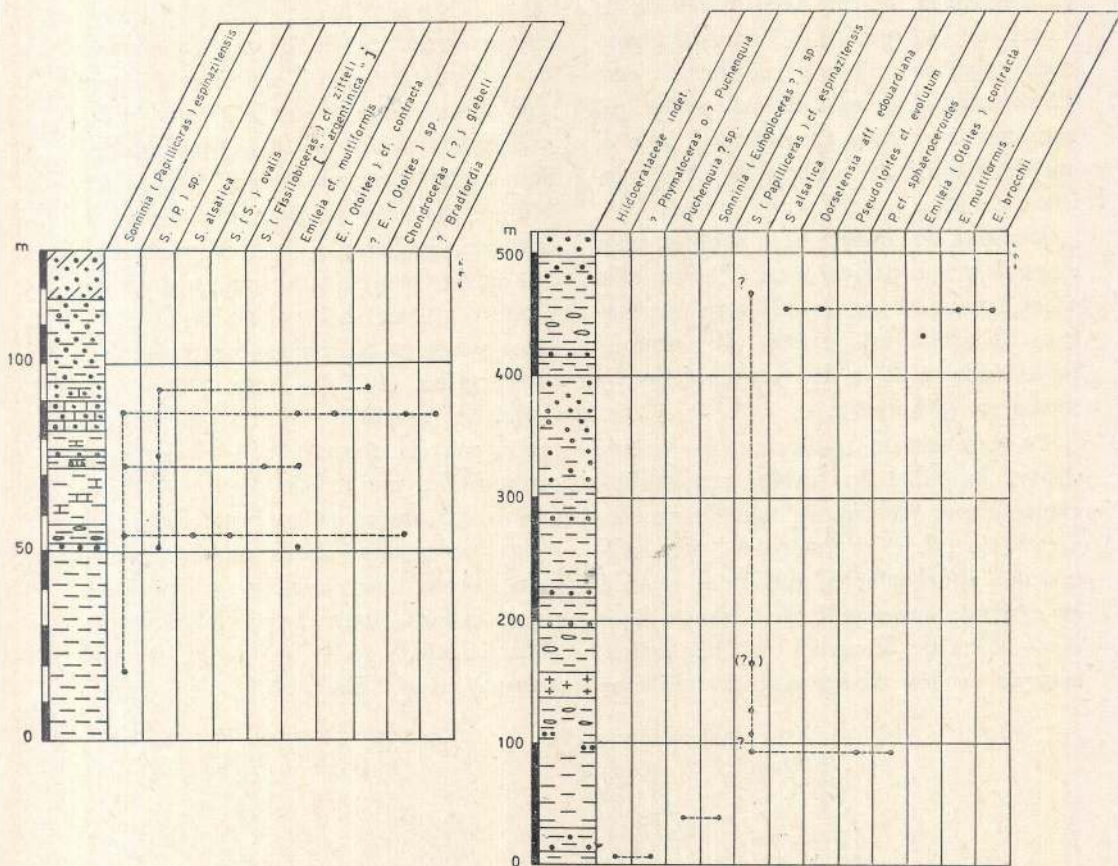 Sonninia (Papilliceras) espinazitensis
S. (P.) sp.
S. alsatica
S. (S.) ovalis
S. (Fissilobiceras ?) cf. zitteli
[ " argentinica " ]
Emileia cf. multiformis
E. (Otoites) cf. contracta
? E. (Otoites) sp.
Chondroceras (?) giebeli
? Bradfordia
m
100
50
0
Hildocerataceae indet.
? Phymatoceras o ? Puchenquia
Puchenquia ? sp.
Sonninia (Euhoploceras ?) sp
S (Papilliceras) cf. espinazitensis
S alsatica
Dorsetensia aff. edouardiana
Pseudotoites cf. evolutum
P. cf sphaeroceroides
Emileia (Otoites) contracta
E. multiformis
E. brocchii
m
500
400
300
200
100
0
?
(?)
?